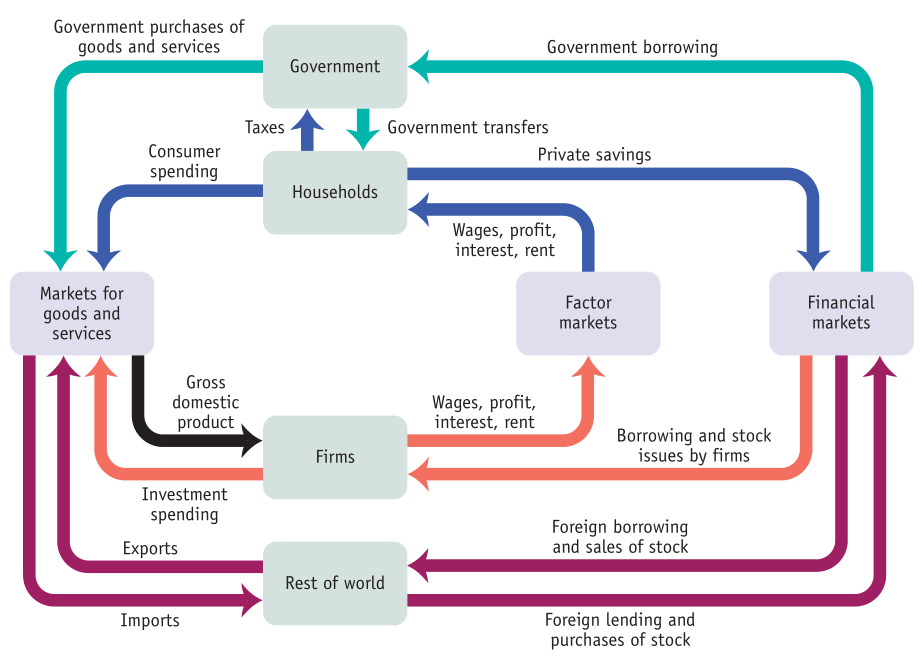 Government purchases of
goods and services
Government
Government borrowing
Taxes
Government transfers
Consumer
spending
Households
Private savings
Wages, profit,
interest, rent
Markets for
goods and
services
Factor
markets
Financial
markets
Gross
domestic
product
Wages, profit,
interest, rent
Firms
Borrowing and stock
issues by firms
Investment
spending
Exports
Foreign borrowing
and sales of stock
Rest of world
Imports
Foreign lending and
purchases of stock